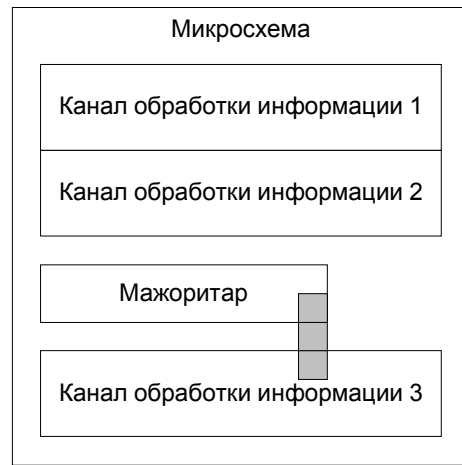 Микросхема
Канал обработки информации 1
Канал обработки информации 2
Мажоритар
Канал обработки информации 3